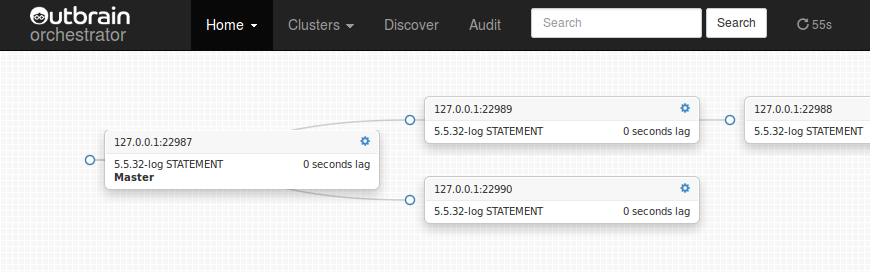 Outbrain
orchestrator
Home Clusters Discover Audit Search Search 55s
127.0.0.1:22987
5.5.32-log STATEMENT 0 seconds lag
Master
127.0.0.1:22989
5.5.32-log STATEMENT 0 seconds lag
127.0.0.1:22990
5.5.32-log STATEMENT 0 seconds lag
127.0.0.1:22988
5.5.32-log STATEMENT